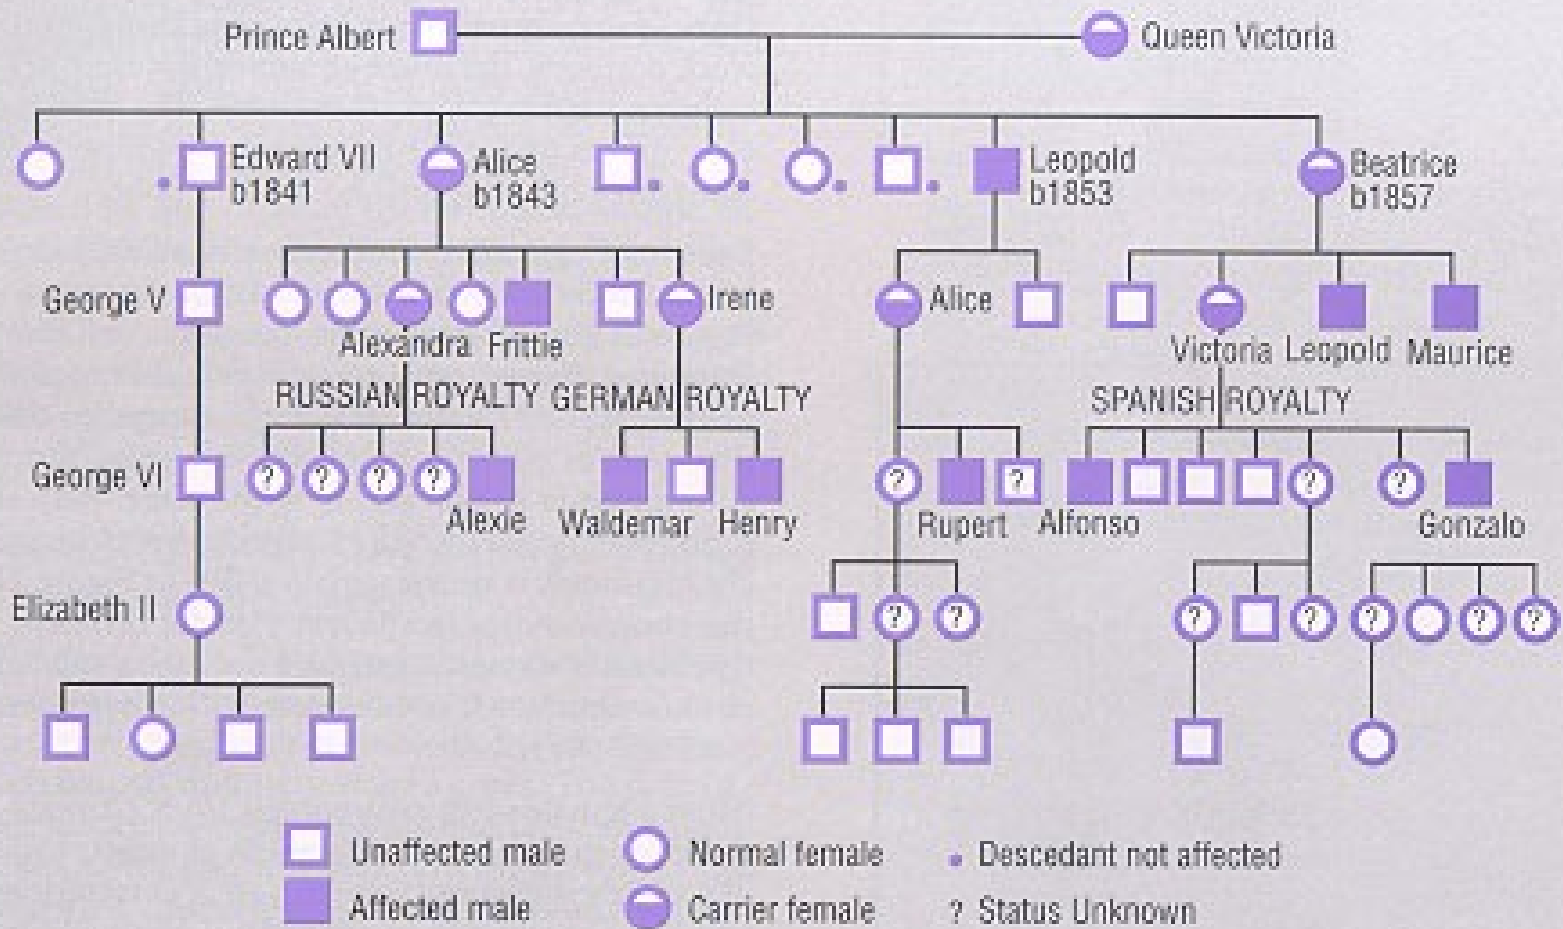 Prince Albert
Queen Victoria
Edward VII
b1841
Alice
b1843
Leopold
b1853
Beatrice
b1857
George V
Irene
Alice
Alexandra Frittie
Victoria Leopold Maurice
RUSSIAN ROYALTY GERMAN ROYALTY
SPANISH ROYALTY
George VI
? ? ? ?
? ?
? ?
Alexie Waldemar Henry
Rupert Alfonso
Gonzalo
Elizabeth II
? ?
? ? ? ? ?
Unaffected male
Normal female
Descedant not affected
Affected male
Carrier female
? Status Unknown